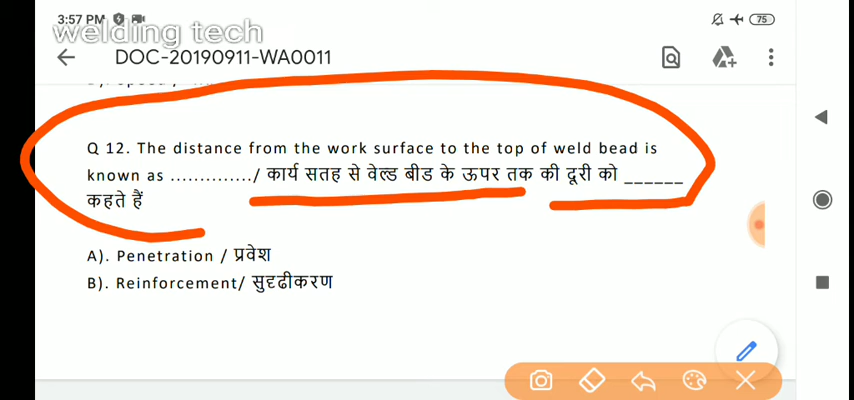 3:57 PM
75
welding tech
DOC-20190911-WA0011
Q 12. The distance from the work surface to the top of weld bead is
known as ............../ कार्य सतह से वेल्ड बीड के ऊपर तक की दूरी को ______
कहते हैं
A). Penetration / प्रवेश
B). Reinforcement/ सुदृढीकरण